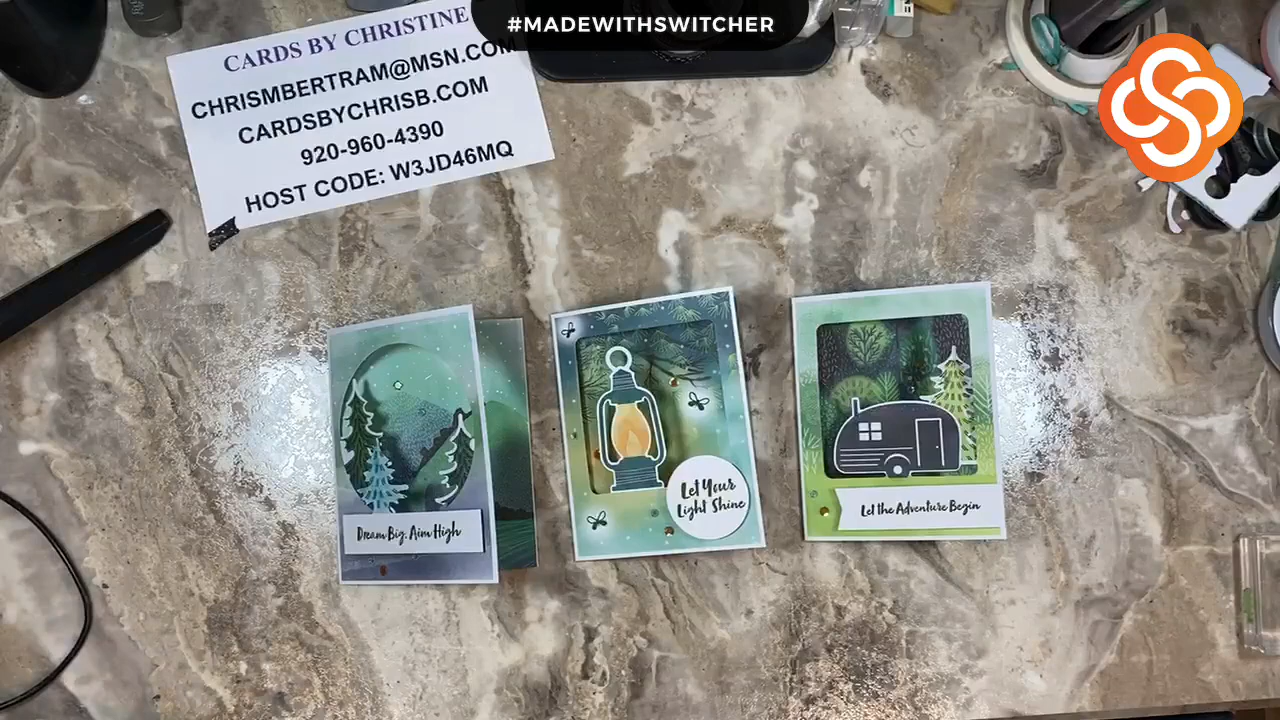 #MADEWITHSWITCHER
CARDS BY CHRISTINE
CHRISMBERTRAM@MSN.COM
CARDSBYCHRISB.COM
920-960-4390
HOST CODE: W3JD46MQ
Dream Big, Aim High
Let Your
Light Shine
Let the Adventure Begin